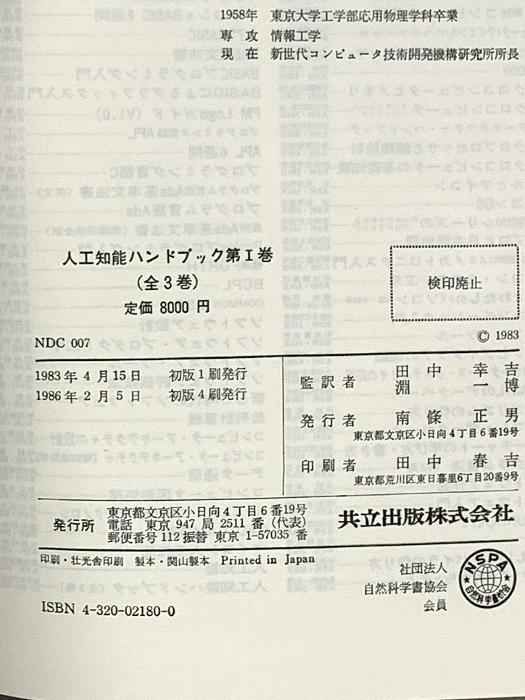 1958年 東京大学工学部応用物理学科卒業
専攻 情報工学
現在 新世代コンピュータ技術開発機構研究所所長
人工知能ハンドブック第Ⅰ巻
(全3巻)
定価 8000 円
検印廃止
NDC 007
© 1983
1983年 4月15日 初版1刷発行
1986年 2月 5日 初版4刷発行
監訳者 田中幸吉
淵一博
発行者 南條正男
東京都文京区小日向4丁目6番19号
印刷者 田中春吉
東京都荒川区東日暮里6丁目20番9号
発行所 東京都文京区小日向4丁目6番19号
電話 東京 947 局 2511 番 (代表)
郵便番号 112 振替 東京 1-57035 番
共立出版株式会社
印刷・壮光舎印刷 製本・関山製本 Printed in Japan
社団法人
自然科学書協会
会員
NSPA
自然科学書協会
ISBN 4-320-02180-0